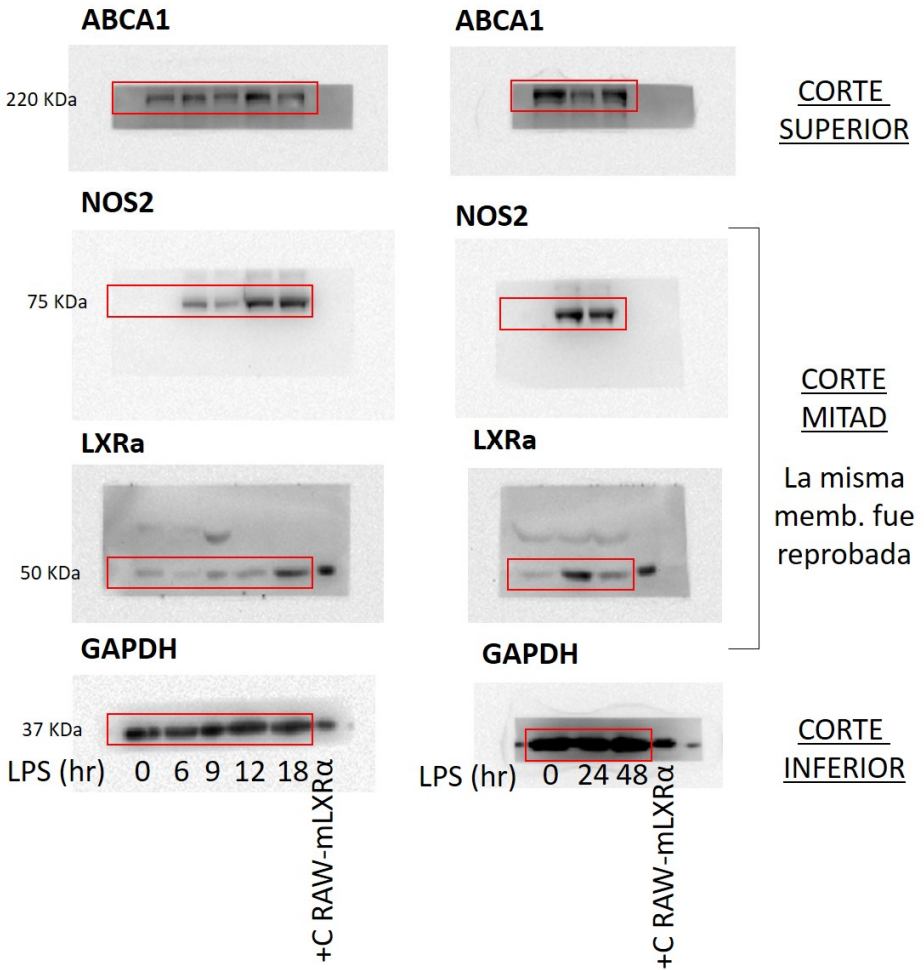 ABCA1
ABCA1
220 KDa
CORTE
SUPERIOR
NOS2
NOS2
75 KDa
CORTE
MITAD
La misma
memb. fue
reprobada
LXRa
LXRa
50 KDa
GAPDH
GAPDH
37 KDa
CORTE
INFERIOR
LPS (hr) 0 6 9 12 18
+C RAW-mLXRα
LPS (hr) 0 24 48
+C RAW-mLXRα